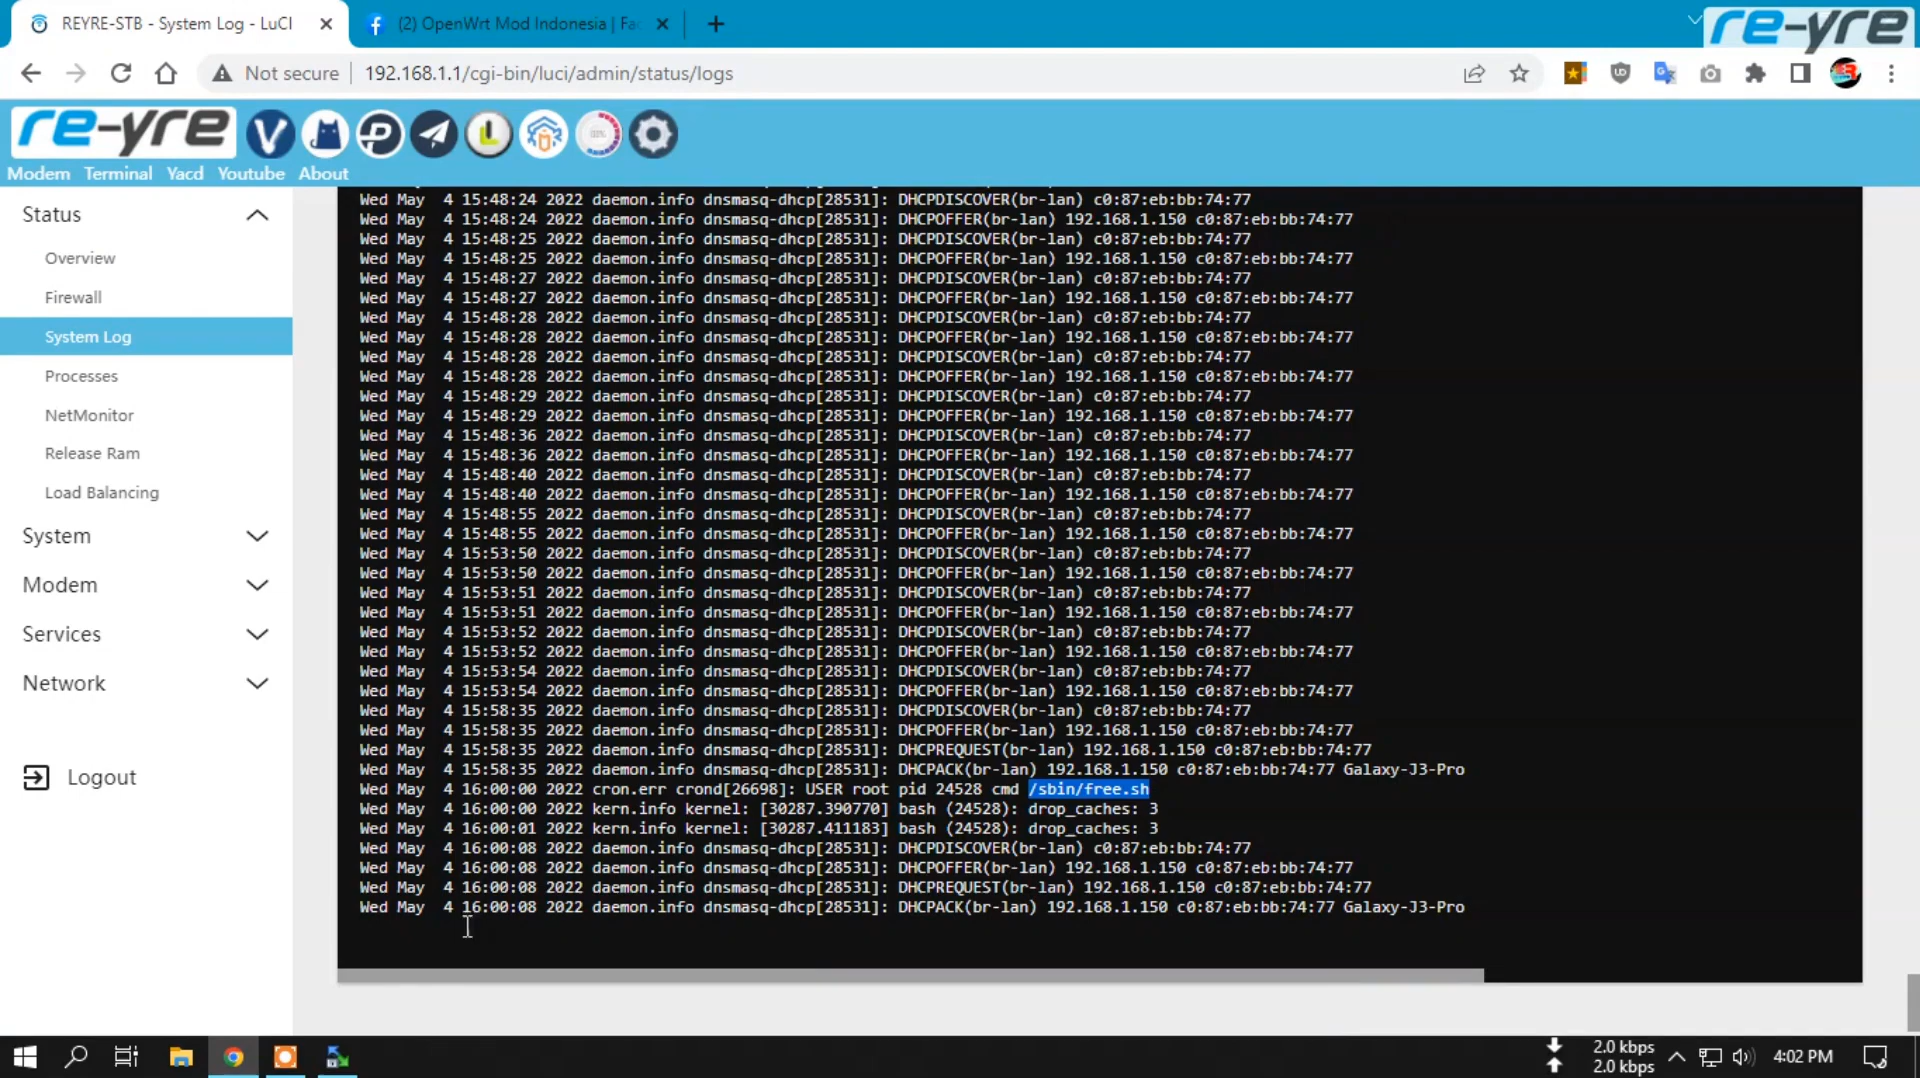 REYRE-STB - System Log - LuCI
(2) OpenWrt Mod Indonesia | Fa
re-yre
Not secure
192.168.1.1/cgi-bin/luci/admin/status/logs
re-yre
Modem Terminal Yacd Youtube About
Status
Overview
Firewall
System Log
Processes
NetMonitor
Release Ram
Load Balancing
System
Modem
Services
Network
Logout
Wed May  4 15:48:24 2022 daemon.info dnsmasq-dhcp[28531]: DHCPDISCOVER(br-lan) c0:87:eb:bb:74:77
Wed May  4 15:48:24 2022 daemon.info dnsmasq-dhcp[28531]: DHCPOFFER(br-lan) 192.168.1.150 c0:87:eb:bb:74:77
Wed May  4 15:48:25 2022 daemon.info dnsmasq-dhcp[28531]: DHCPDISCOVER(br-lan) c0:87:eb:bb:74:77
Wed May  4 15:48:25 2022 daemon.info dnsmasq-dhcp[28531]: DHCPOFFER(br-lan) 192.168.1.150 c0:87:eb:bb:74:77
Wed May  4 15:48:27 2022 daemon.info dnsmasq-dhcp[28531]: DHCPDISCOVER(br-lan) c0:87:eb:bb:74:77
Wed May  4 15:48:27 2022 daemon.info dnsmasq-dhcp[28531]: DHCPOFFER(br-lan) 192.168.1.150 c0:87:eb:bb:74:77
Wed May  4 15:48:28 2022 daemon.info dnsmasq-dhcp[28531]: DHCPDISCOVER(br-lan) c0:87:eb:bb:74:77
Wed May  4 15:48:28 2022 daemon.info dnsmasq-dhcp[28531]: DHCPOFFER(br-lan) 192.168.1.150 c0:87:eb:bb:74:77
Wed May  4 15:48:28 2022 daemon.info dnsmasq-dhcp[28531]: DHCPDISCOVER(br-lan) c0:87:eb:bb:74:77
Wed May  4 15:48:28 2022 daemon.info dnsmasq-dhcp[28531]: DHCPOFFER(br-lan) 192.168.1.150 c0:87:eb:bb:74:77
Wed May  4 15:48:29 2022 daemon.info dnsmasq-dhcp[28531]: DHCPDISCOVER(br-lan) c0:87:eb:bb:74:77
Wed May  4 15:48:29 2022 daemon.info dnsmasq-dhcp[28531]: DHCPOFFER(br-lan) 192.168.1.150 c0:87:eb:bb:74:77
Wed May  4 15:48:36 2022 daemon.info dnsmasq-dhcp[28531]: DHCPDISCOVER(br-lan) c0:87:eb:bb:74:77
Wed May  4 15:48:36 2022 daemon.info dnsmasq-dhcp[28531]: DHCPOFFER(br-lan) 192.168.1.150 c0:87:eb:bb:74:77
Wed May  4 15:48:40 2022 daemon.info dnsmasq-dhcp[28531]: DHCPDISCOVER(br-lan) c0:87:eb:bb:74:77
Wed May  4 15:48:40 2022 daemon.info dnsmasq-dhcp[28531]: DHCPOFFER(br-lan) 192.168.1.150 c0:87:eb:bb:74:77
Wed May  4 15:48:55 2022 daemon.info dnsmasq-dhcp[28531]: DHCPDISCOVER(br-lan) c0:87:eb:bb:74:77
Wed May  4 15:48:55 2022 daemon.info dnsmasq-dhcp[28531]: DHCPOFFER(br-lan) 192.168.1.150 c0:87:eb:bb:74:77
Wed May  4 15:53:50 2022 daemon.info dnsmasq-dhcp[28531]: DHCPDISCOVER(br-lan) c0:87:eb:bb:74:77
Wed May  4 15:53:50 2022 daemon.info dnsmasq-dhcp[28531]: DHCPOFFER(br-lan) 192.168.1.150 c0:87:eb:bb:74:77
Wed May  4 15:53:51 2022 daemon.info dnsmasq-dhcp[28531]: DHCPDISCOVER(br-lan) c0:87:eb:bb:74:77
Wed May  4 15:53:51 2022 daemon.info dnsmasq-dhcp[28531]: DHCPOFFER(br-lan) 192.168.1.150 c0:87:eb:bb:74:77
Wed May  4 15:53:52 2022 daemon.info dnsmasq-dhcp[28531]: DHCPDISCOVER(br-lan) c0:87:eb:bb:74:77
Wed May  4 15:53:52 2022 daemon.info dnsmasq-dhcp[28531]: DHCPOFFER(br-lan) 192.168.1.150 c0:87:eb:bb:74:77
Wed May  4 15:53:54 2022 daemon.info dnsmasq-dhcp[28531]: DHCPDISCOVER(br-lan) c0:87:eb:bb:74:77
Wed May  4 15:53:54 2022 daemon.info dnsmasq-dhcp[28531]: DHCPOFFER(br-lan) 192.168.1.150 c0:87:eb:bb:74:77
Wed May  4 15:58:35 2022 daemon.info dnsmasq-dhcp[28531]: DHCPDISCOVER(br-lan) c0:87:eb:bb:74:77
Wed May  4 15:58:35 2022 daemon.info dnsmasq-dhcp[28531]: DHCPOFFER(br-lan) 192.168.1.150 c0:87:eb:bb:74:77
Wed May  4 15:58:35 2022 daemon.info dnsmasq-dhcp[28531]: DHCPREQUEST(br-lan) 192.168.1.150 c0:87:eb:bb:74:77
Wed May  4 15:58:35 2022 daemon.info dnsmasq-dhcp[28531]: DHCPACK(br-lan) 192.168.1.150 c0:87:eb:bb:74:77 Galaxy-J3-Pro
Wed May  4 16:00:00 2022 cron.err crond[26698]: USER root pid 24528 cmd /sbin/free.sh
Wed May  4 16:00:00 2022 kern.info kernel: [30287.390770] bash (24528): drop_caches: 3
Wed May  4 16:00:01 2022 kern.info kernel: [30287.411183] bash (24528): drop_caches: 3
Wed May  4 16:00:08 2022 daemon.info dnsmasq-dhcp[28531]: DHCPDISCOVER(br-lan) c0:87:eb:bb:74:77
Wed May  4 16:00:08 2022 daemon.info dnsmasq-dhcp[28531]: DHCPOFFER(br-lan) 192.168.1.150 c0:87:eb:bb:74:77
Wed May  4 16:00:08 2022 daemon.info dnsmasq-dhcp[28531]: DHCPREQUEST(br-lan) 192.168.1.150 c0:87:eb:bb:74:77
Wed May  4 16:00:08 2022 daemon.info dnsmasq-dhcp[28531]: DHCPACK(br-lan) 192.168.1.150 c0:87:eb:bb:74:77 Galaxy-J3-Pro
2.0 kbps
2.0 kbps
4:02 PM